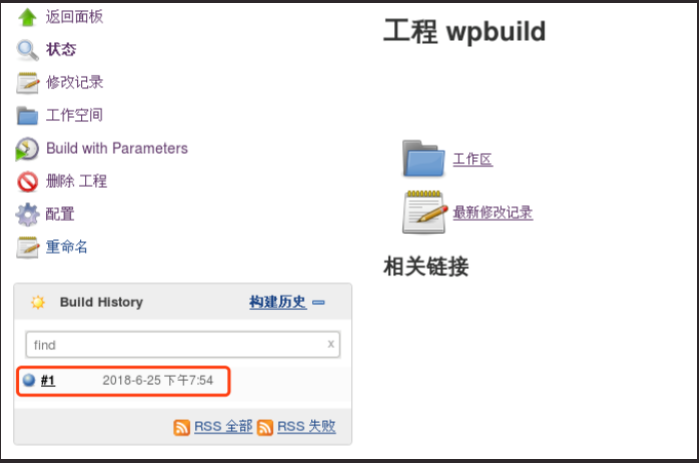 返回面板
状态
修改记录
工作空间
Build with Parameters
删除 工程
配置
重命名
Build History 构建历史
find x
#1 2018-6-25 下午7:54
RSS 全部 RSS 失败
工程 wpbuild
工作区
最新修改记录
相关链接